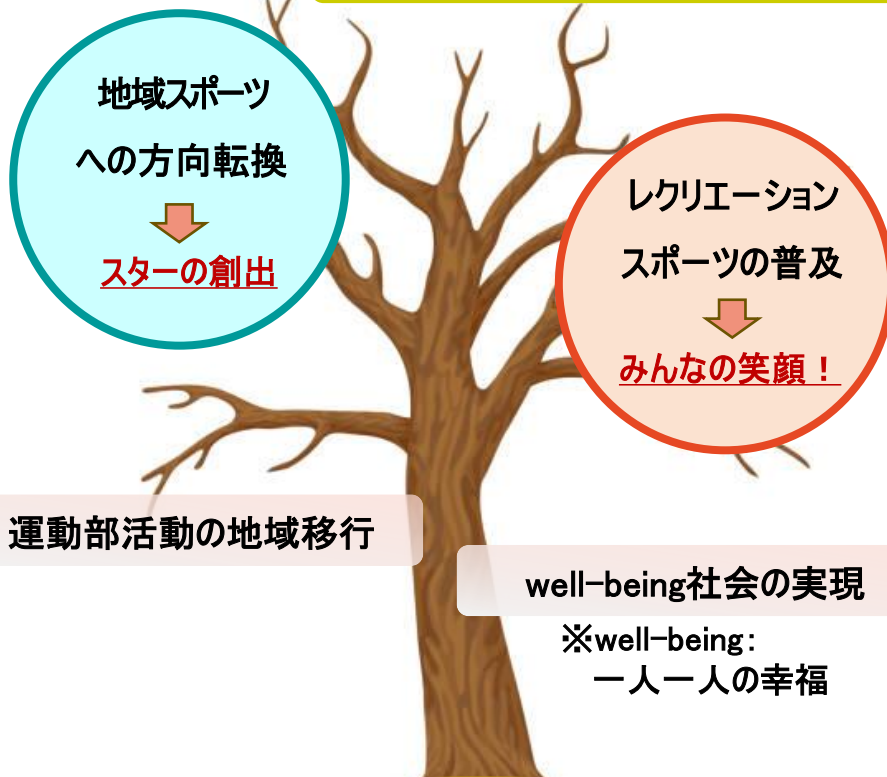 地域スポーツ
への方向転換
スターの創出
レクリエーション
スポーツの普及
みんなの笑顔！
運動部活動の地域移行
well-being社会の実現
※well-being：
一人一人の幸福